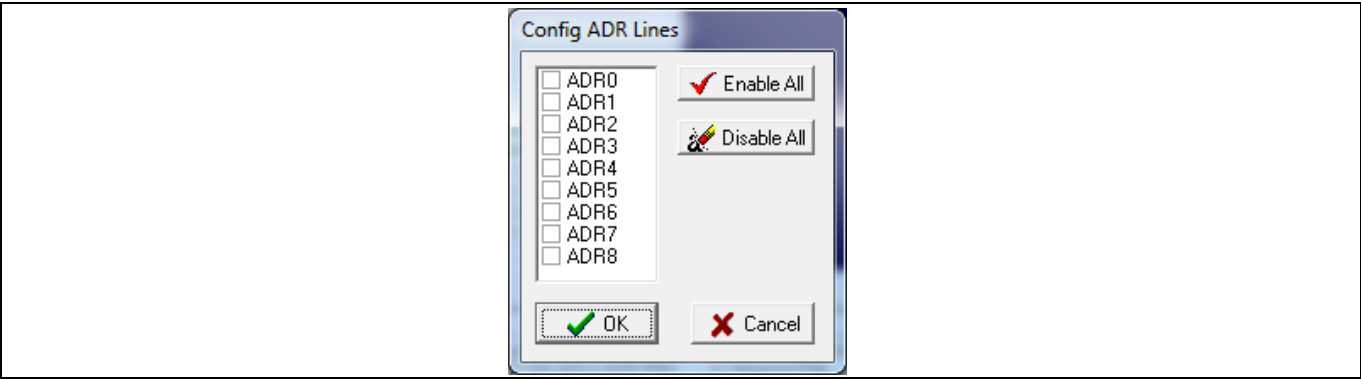 Config ADR Lines
ADR0
ADR1
ADR2
ADR3
ADR4
ADR5
ADR6
ADR7
ADR8
Enable All
Disable All
OK
Cancel